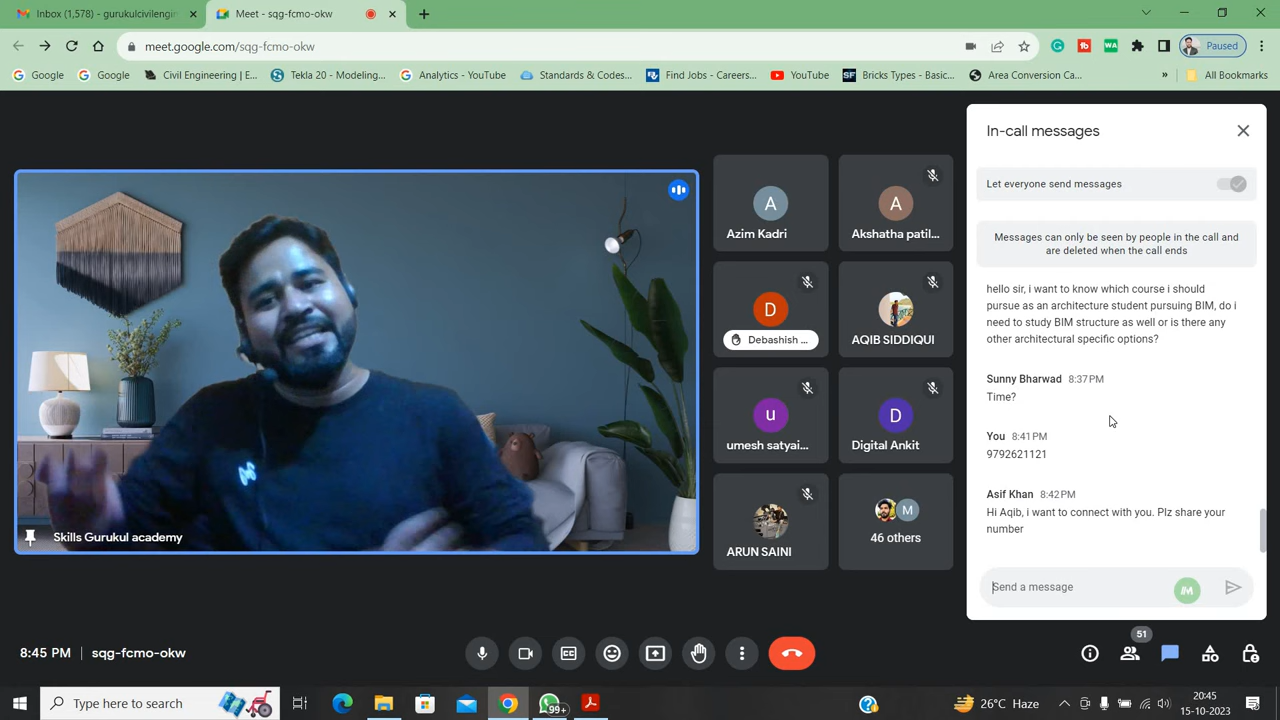 Inbox (1,578) - gurukulcivilengin
Meet - sqg-fcmo-okw
meet.google.com/sqg-fcmo-okw
Paused
Google
Google
Civil Engineering | E...
Tekla 20 - Modeling...
Analytics - YouTube
Standards & Codes...
Find Jobs - Careers...
YouTube
Bricks Types - Basic...
Area Conversion Ca...
»
All Bookmarks
In-call messages
Let everyone send messages
Messages can only be seen by people in the call and
are deleted when the call ends
hello sir, i want to know which course i should
pursue as an architecture student pursuing BIM, do i
need to study BIM structure as well or is there any
other architectural specific options?
Sunny Bharwad 8:37 PM
Time?
You 8:41 PM
9792621121
Asif Khan 8:42 PM
Hi Aqib, i want to connect with you. Plz share your
number
Send a message
Skills Gurukul academy
A
Azim Kadri
A
Akshatha patil...
D
Debashish ...
AQIB SIDDIQUI
u
umesh satyai...
D
Digital Ankit
ARUN SAINI
M
46 others
8:45 PM | sqg-fcmo-okw
51
Type here to search
99+
26°C Haze
20:45
15-10-2023